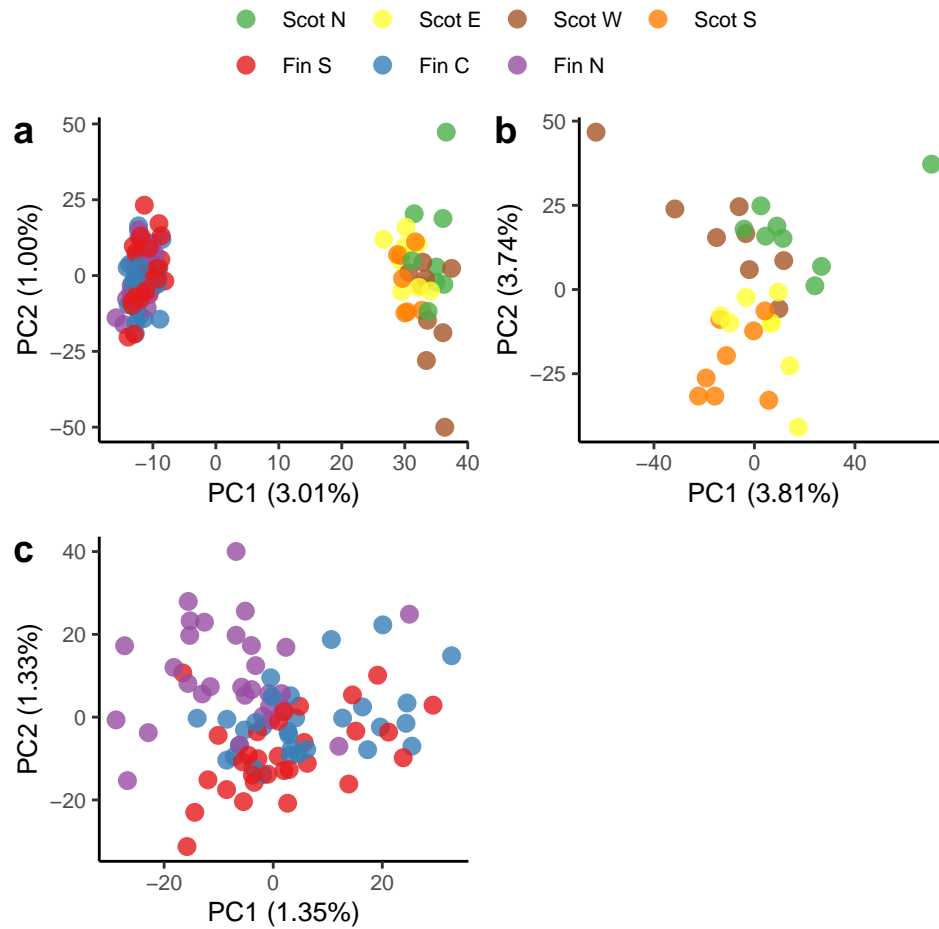 Scot N Scot E Scot W Scot S
Fin S Fin C Fin N
a
50
25
0
−25
−50
PC2 (1.00%)
−10 0 10 20 30 40
PC1 (3.01%)
b
50
25
0
−25
PC2 (3.74%)
−40 0 40
PC1 (3.81%)
c
40
20
0
−20
PC2 (1.33%)
−20 0 20
PC1 (1.35%)